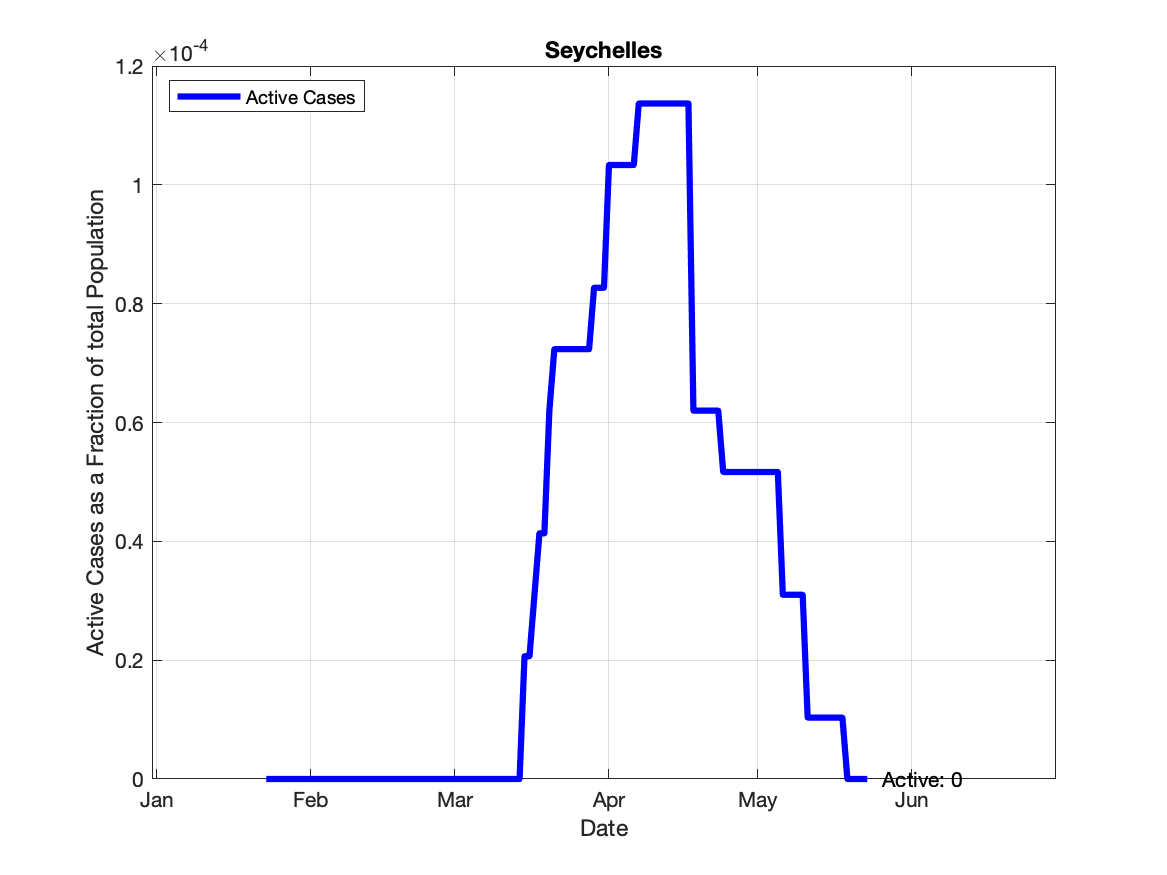 Seychelles
×10-4
1.2
1
0.8
0.6
0.4
0.2
0
Active Cases as a Fraction of total Population
Active Cases
Active: 0
Jan Feb Mar Apr May Jun
Date